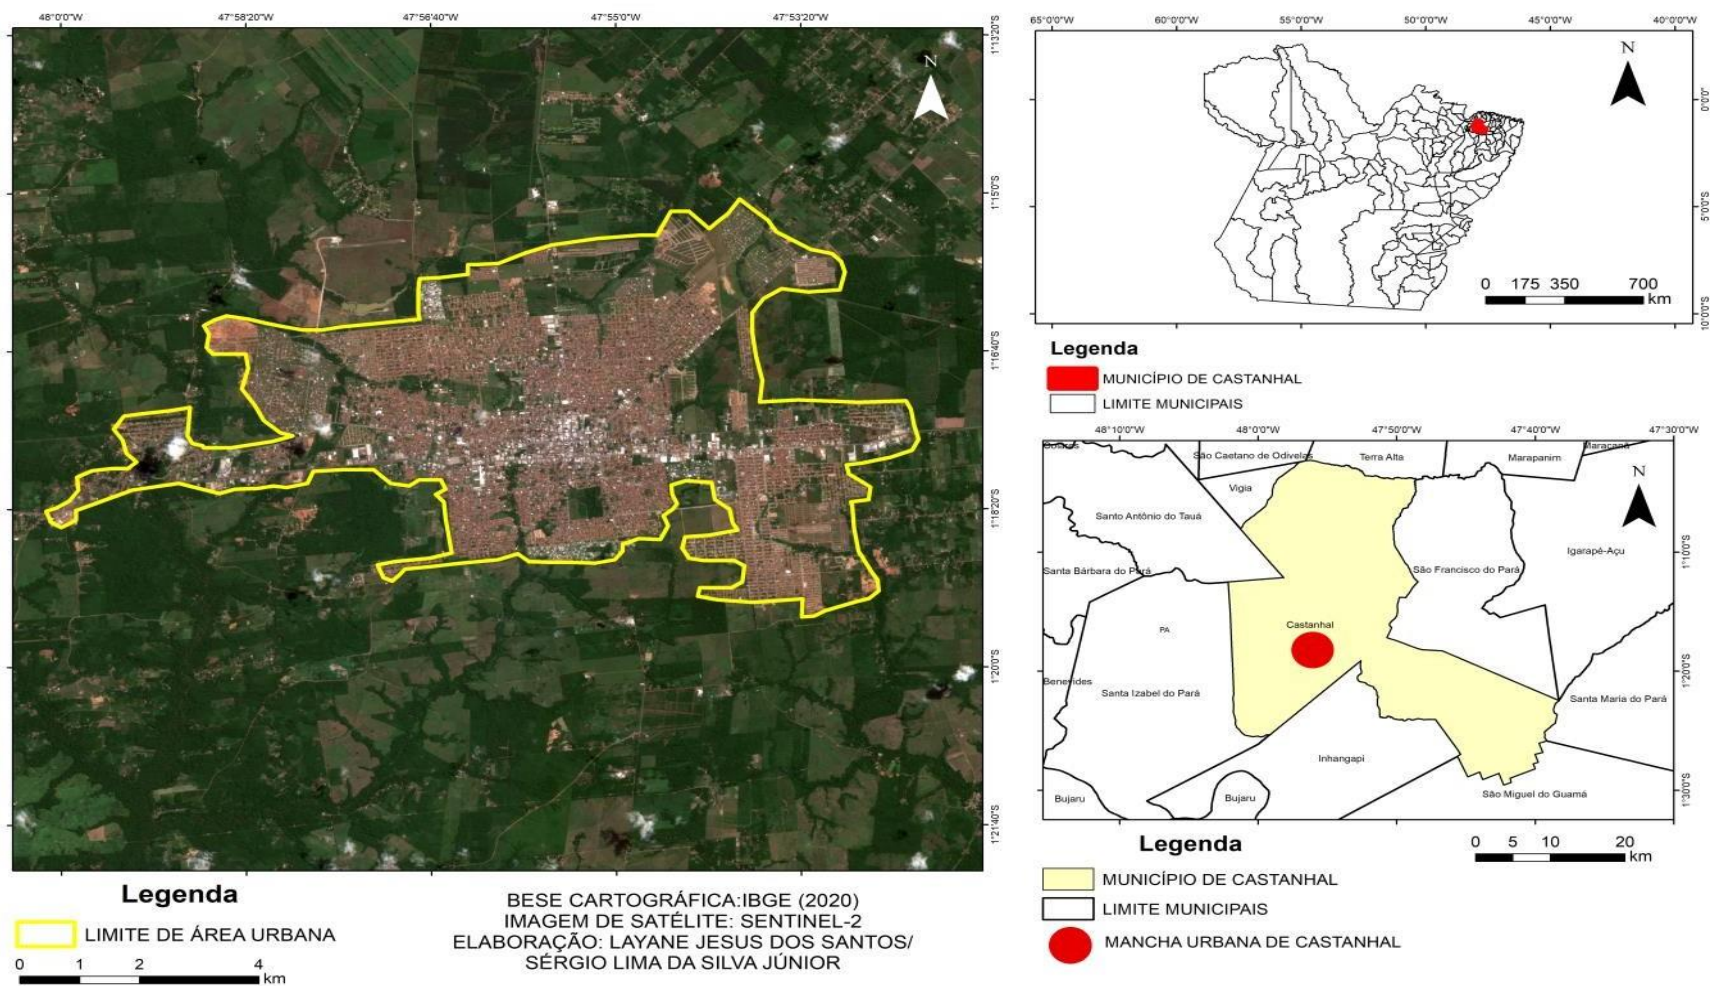 48°0'0"W 47°58'20"W 47°56'40"W 47°55'0"W 47°53'20"W
1°13'20"S
1°15'0"S
1°16'40"S
1°18'20"S
1°20'0"S
1°21'40"S
N
Legenda
LIMITE DE ÁREA URBANA
0 1 2 4
km
BESE CARTOGRÁFICA:IBGE (2020)
IMAGEM DE SATÉLITE: SENTINEL-2
ELABORAÇÃO: LAYANE JESUS DOS SANTOS/
SÉRGIO LIMA DA SILVA JÚNIOR
65°0'0"W 60°0'0"W 55°0'0"W 50°0'0"W 45°0'0"W 40°0'0"W
N
0°0'0"
5°0'0"S
10°0'0"S
0 175 350 700
km
Legenda
MUNICÍPIO DE CASTANHAL
LIMITE MUNICIPAIS
48°10'0"W 48°0'0"W 47°50'0"W 47°40'0"W 47°30'0"W
São Caetano de Odivelas
Terra Alta
Marapanim
Maracanã
Vigia
N
Santo Antônio do Tauá
Igarapé-Açu
Santa Bárbara do Pará
São Francisco do Pará
1°10'0"S
PA
Castanhal
Benevides
Santa Izabel do Pará
Santa Maria do Pará
1°20'0"S
Inhangapi
Bujaru
Bujaru
São Miguel do Guamá
1°30'0"S
Legenda
0 5 10 20
km
MUNICÍPIO DE CASTANHAL
LIMITE MUNICIPAIS
MANCHA URBANA DE CASTANHAL